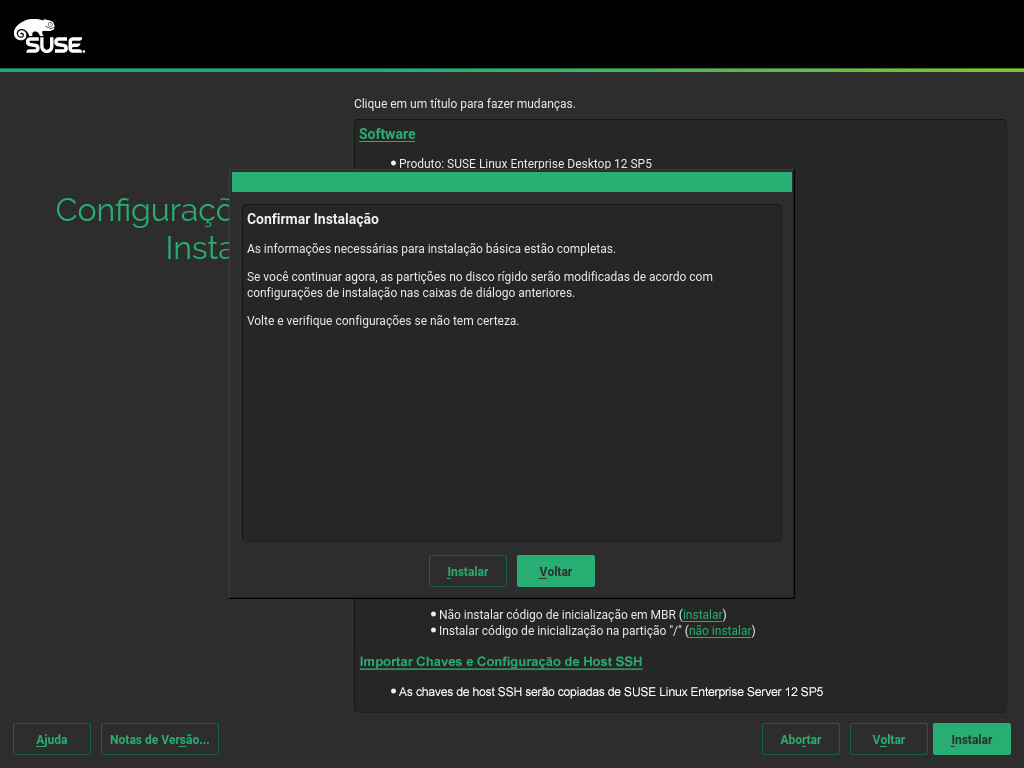 SUSE.
Clique em um título para fazer mudanças.
Software
Produto: SUSE Linux Enterprise Desktop 12 SP5
Configuraçõ
Insta
Confirmar Instalação
As informações necessárias para instalação básica estão completas.
Se você continuar agora, as partições no disco rígido serão modificadas de acordo com
configurações de instalação nas caixas de diálogo anteriores.
Volte e verifique configurações se não tem certeza.
Instalar Voltar
Não instalar código de inicialização em MBR (instalar)
Instalar código de inicialização na partição "/" (não instalar)
Importar Chaves e Configuração de Host SSH
As chaves de host SSH serão copiadas de SUSE Linux Enterprise Server 12 SP5
Ajuda Notas de Versão... Abortar Voltar Instalar